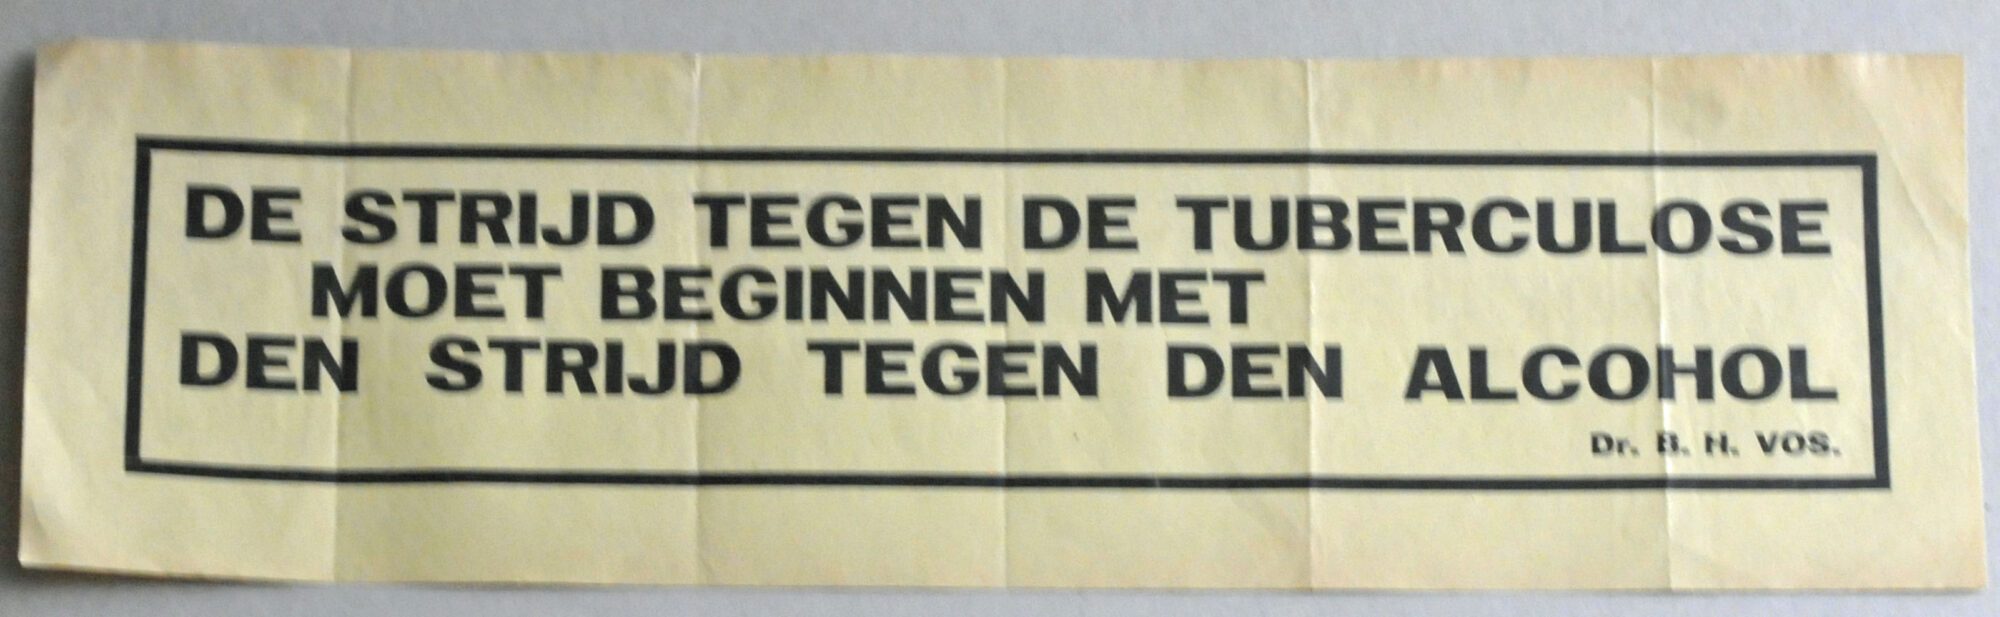 DE STRIJD TEGEN DE TUBERCULOSE
MOET BEGINNEN MET
DEN STRIJD TEGEN DEN ALCOHOL
Dr. B. H. VOS.